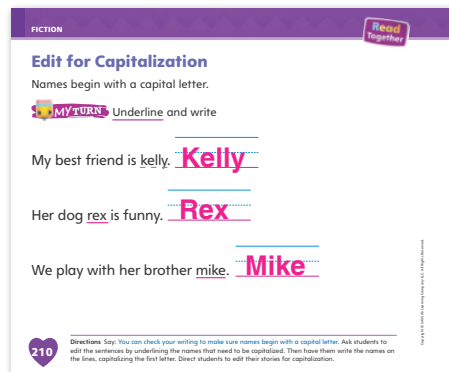 FICTION
Read
Together
Edit for Capitalization
Names begin with a capital letter.
MY TURN Underline and write
My best friend is kelly. Kelly
Her dog rex is funny. Rex
We play with her brother mike. Mike
210
Directions Say: You can check your writing to make sure names begin with a capital letter. Ask students to
edit the sentences by underlining the names that need to be capitalized. Then have them write the names on
the lines, capitalizing the first letter. Direct students to edit their stories for capitalization.